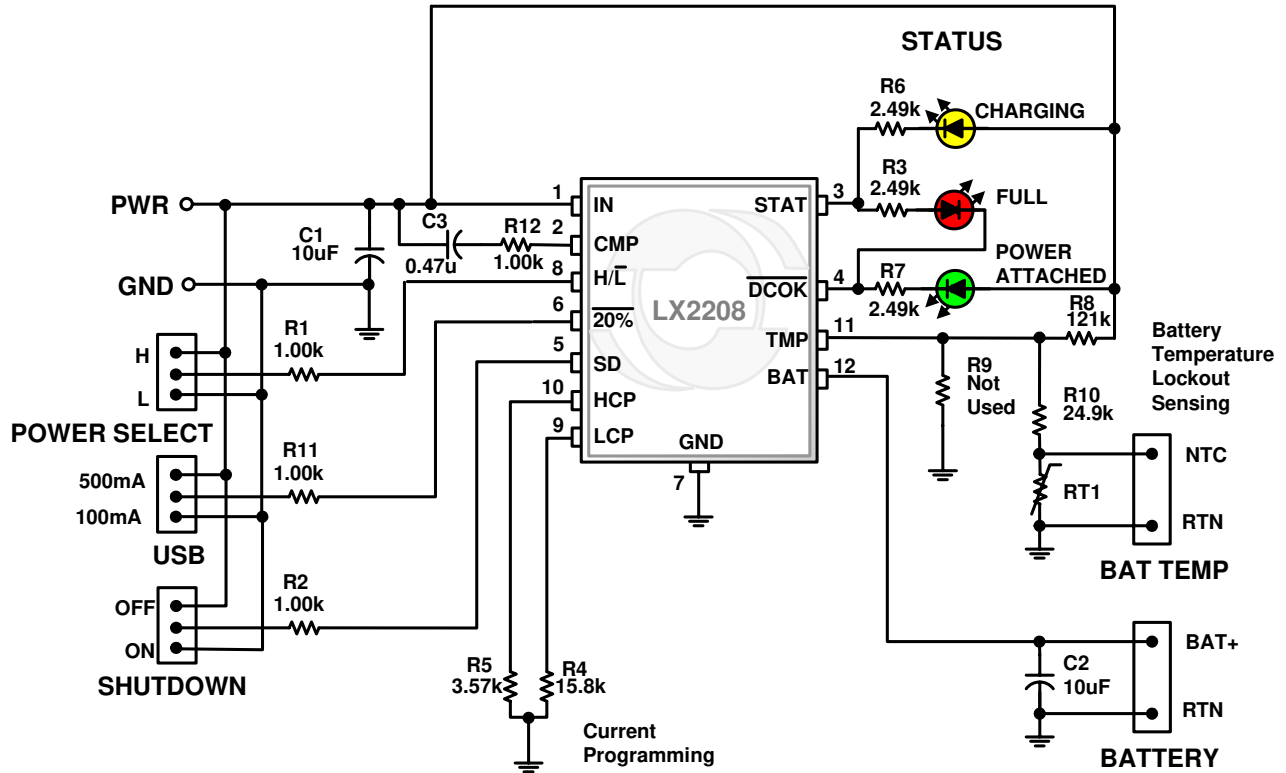 STATUS
R6
2.49k
CHARGING
R3
2.49k
FULL
POWER
ATTACHED
R7
2.49k
R8
121k
PWR
GND
C1
10uF
C3
0.47u
R12
1.00k
1
2
8
6
5
10
9
7
3
4
11
12
IN
CMP
H/L̅
20%
SD
HCP
LCP
GND
STAT
DCOK
TMP
BAT
LX2208
H
L
POWER SELECT
R1
1.00k
500mA
100mA
USB
R11
1.00k
OFF
ON
SHUTDOWN
R2
1.00k
R5
3.57k
R4
15.8k
Current
Programming
R9
Not
Used
R10
24.9k
RT1
Battery
Temperature
Lockout
Sensing
NTC
RTN
BAT TEMP
C2
10uF
BAT+
RTN
BATTERY